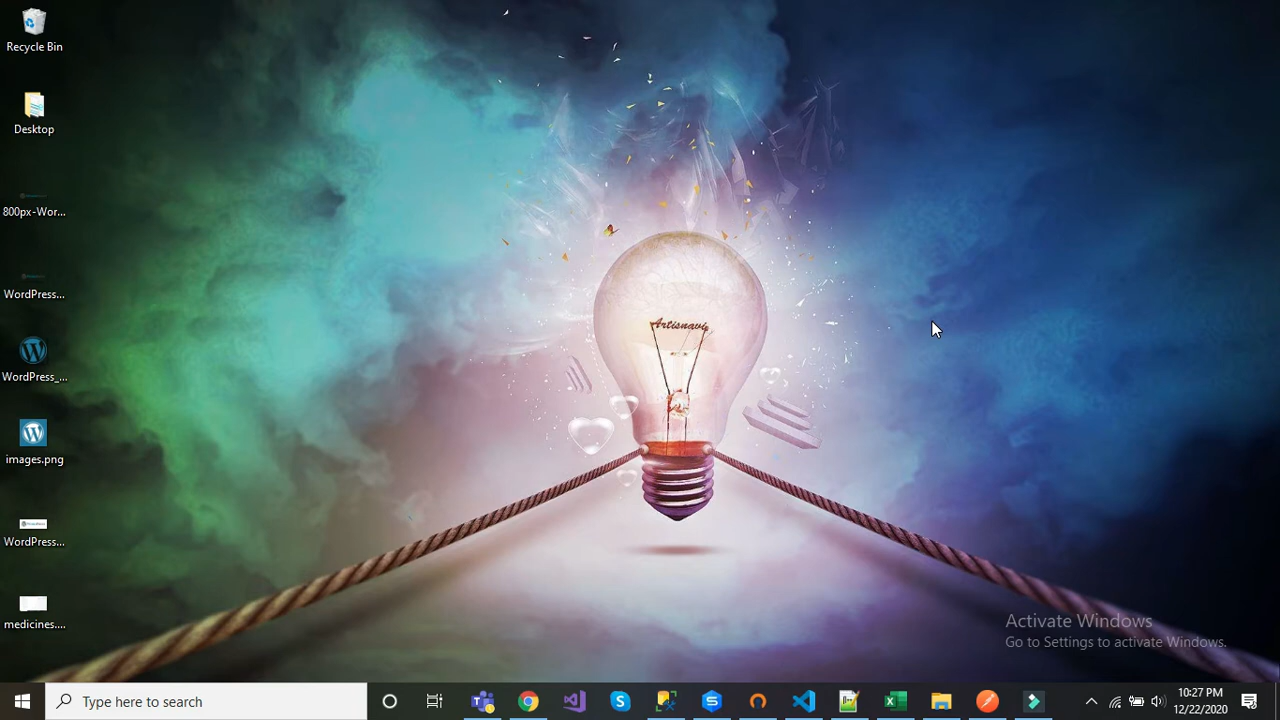 Recycle Bin
Desktop
800px-Wor...
WordPress...
WordPress_...
images.png
WordPress...
medicines....
Artisnavi
Activate Windows
Go to Settings to activate Windows.
Type here to search
10:27 PM
12/22/2020